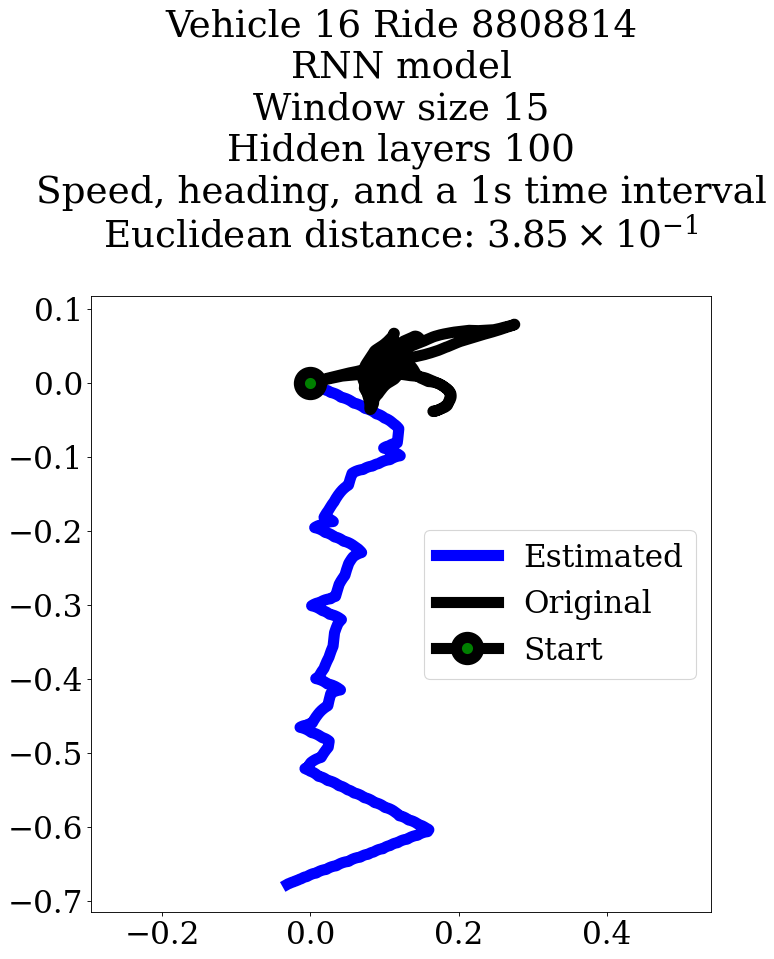 Vehicle 16 Ride 8808814
RNN model
Window size 15
Hidden layers 100
Speed, heading, and a 1s time interval
Euclidean distance: 3.85 × 10⁻¹
0.1
0.0
−0.1
−0.2
−0.3
−0.4
−0.5
−0.6
−0.7
Estimated
Original
Start
−0.2 0.0 0.2 0.4